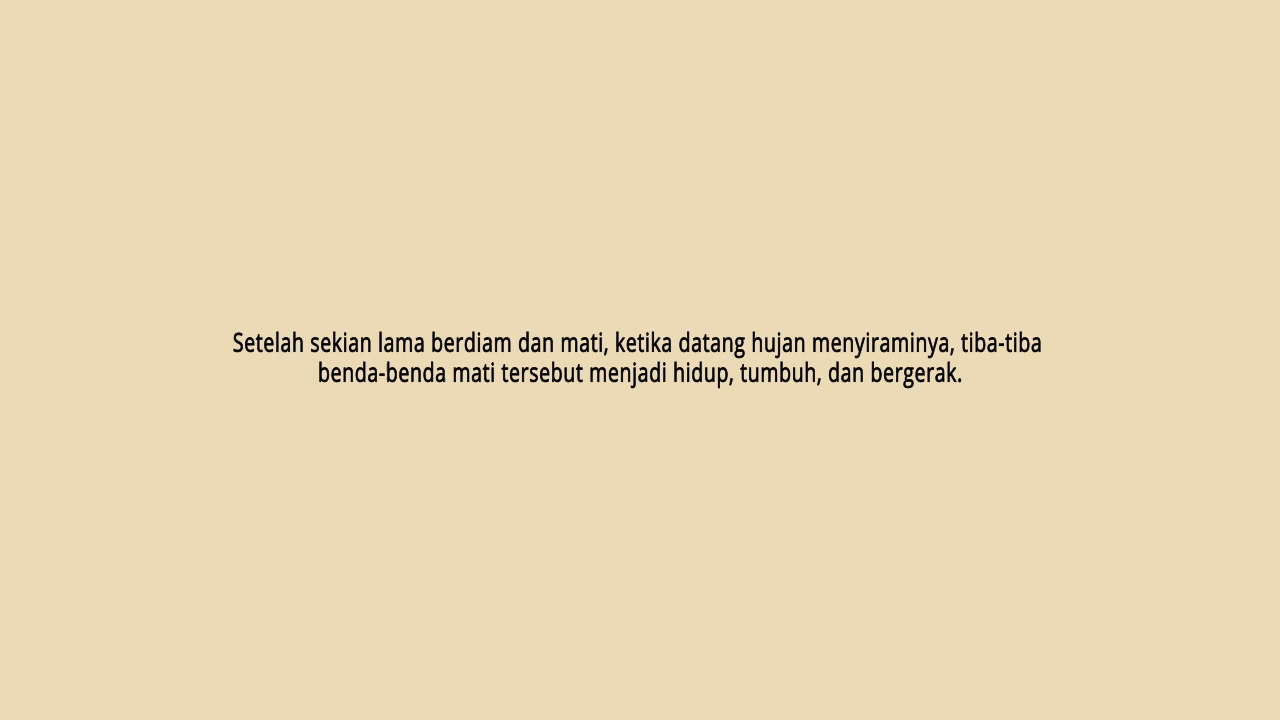 Setelah sekian lama berdiam dan mati, ketika datang hujan menyiraminya, tiba-tiba
benda-benda mati tersebut menjadi hidup, tumbuh, dan bergerak.